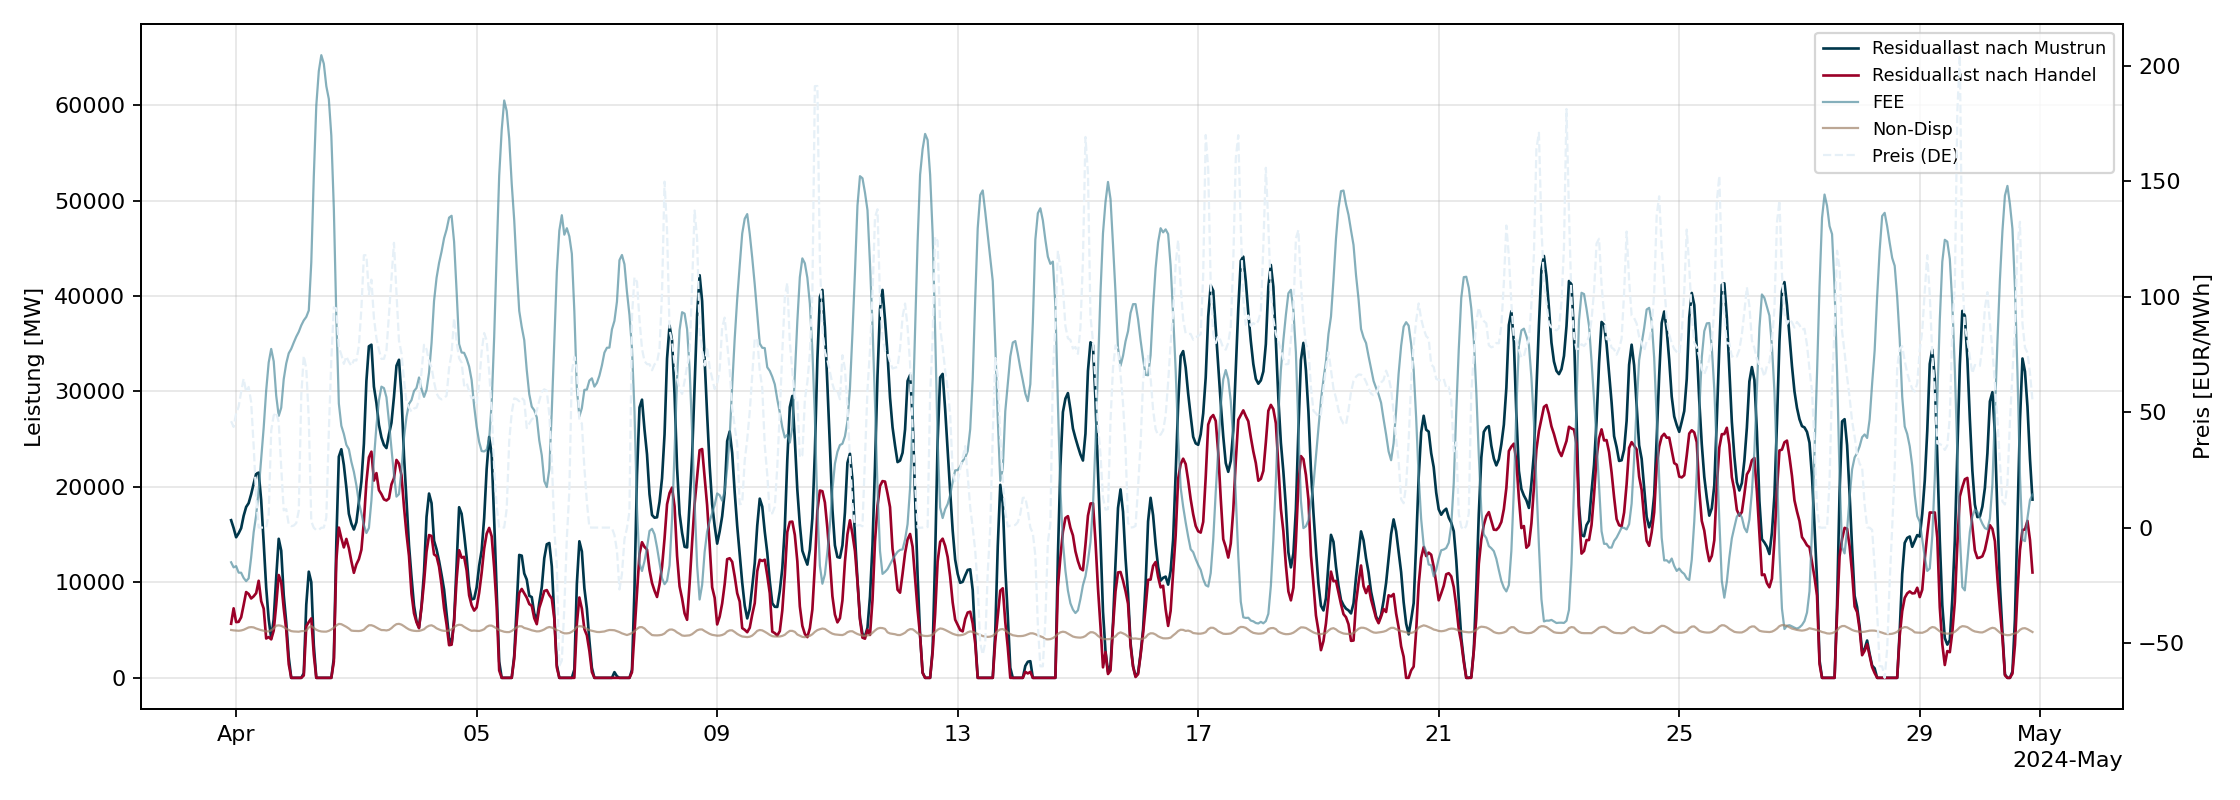 Residuallast nach Mustrun
Residuallast nach Handel
FEE
Non-Disp
Preis (DE)
Leistung [MW]
60000
50000
40000
30000
20000
10000
0
Preis [EUR/MWh]
200
150
100
50
0
−50
Apr 05 09 13 17 21 25 29 May
2024-May